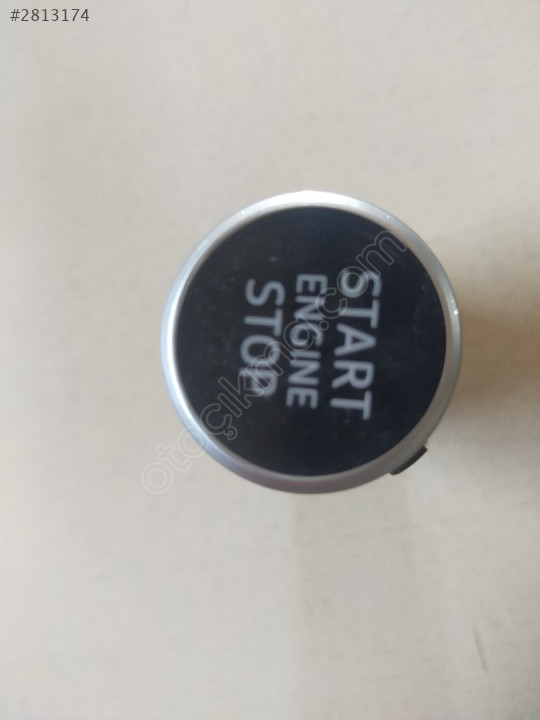 #2813174
START
ENGINE
STOP
otoçıkma.com